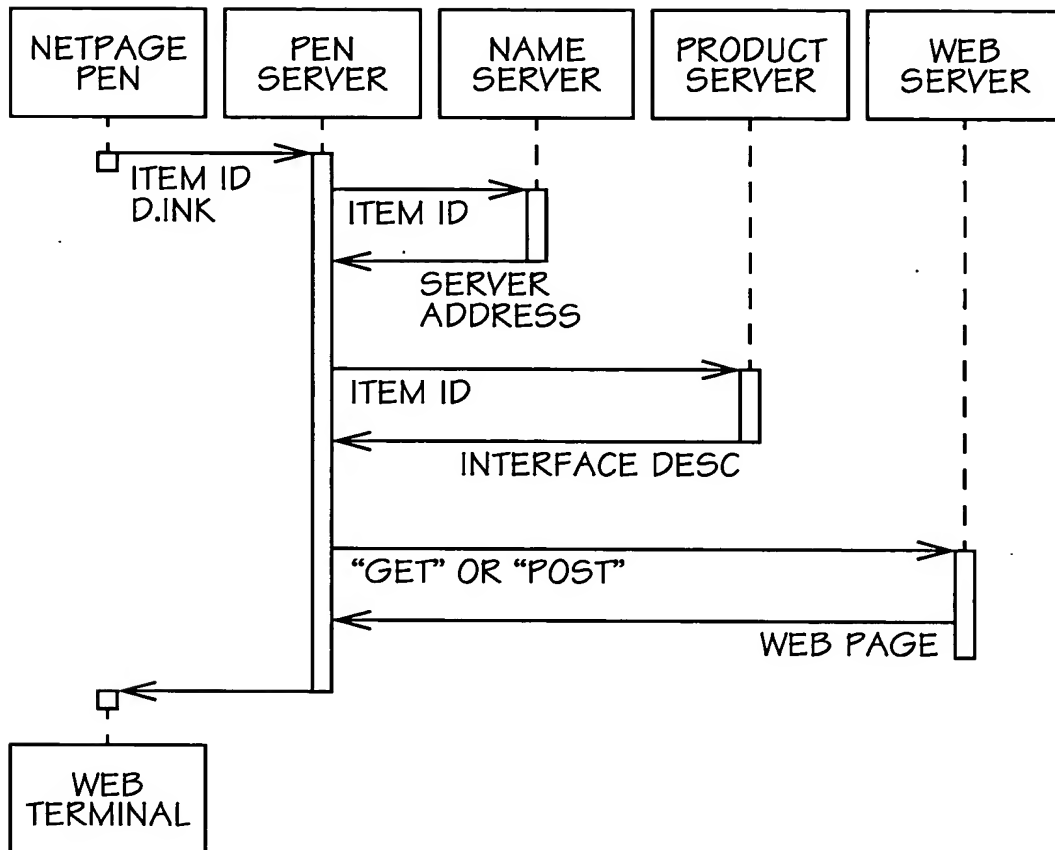 NETPAGE
PEN
PEN
SERVER
NAME
SERVER
PRODUCT
SERVER
WEB
SERVER
ITEM ID
D.INK
ITEM ID
SERVER
ADDRESS
ITEM ID
INTERFACE DESC
“GET” OR “POST”
WEB PAGE
WEB
TERMINAL